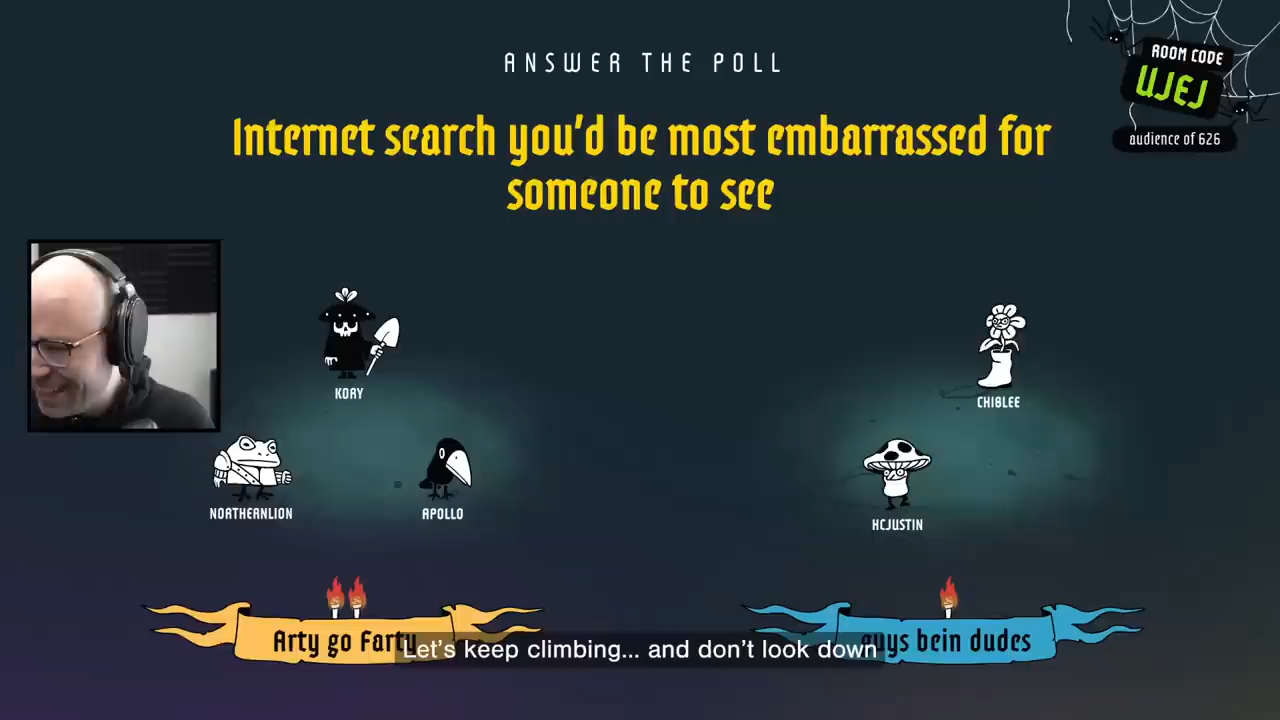 ANSWER THE POLL
ROOM CODE
UJEJ
audience of 626
Internet search you'd be most embarrassed for
someone to see
KORY
CHIBLEE
NORTHERNLION
APOLLO
HCJUSTIN
Arty go Farty
guys bein dudes
Let's keep climbing... and don't look down